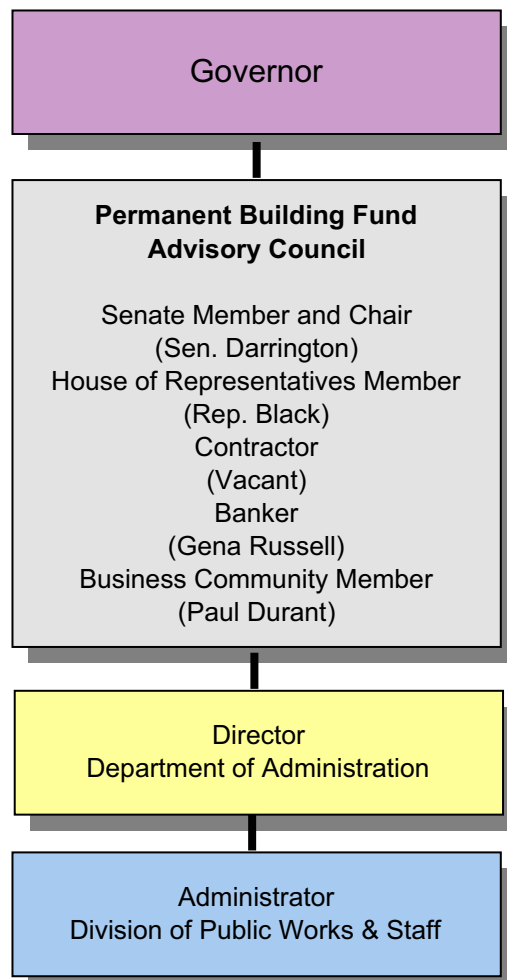 Governor
Permanent Building Fund
Advisory Council
Senate Member and Chair
(Sen. Darrington)
House of Representatives Member
(Rep. Black)
Contractor
(Vacant)
Banker
(Gena Russell)
Business Community Member
(Paul Durant)
Director
Department of Administration
Administrator
Division of Public Works & Staff